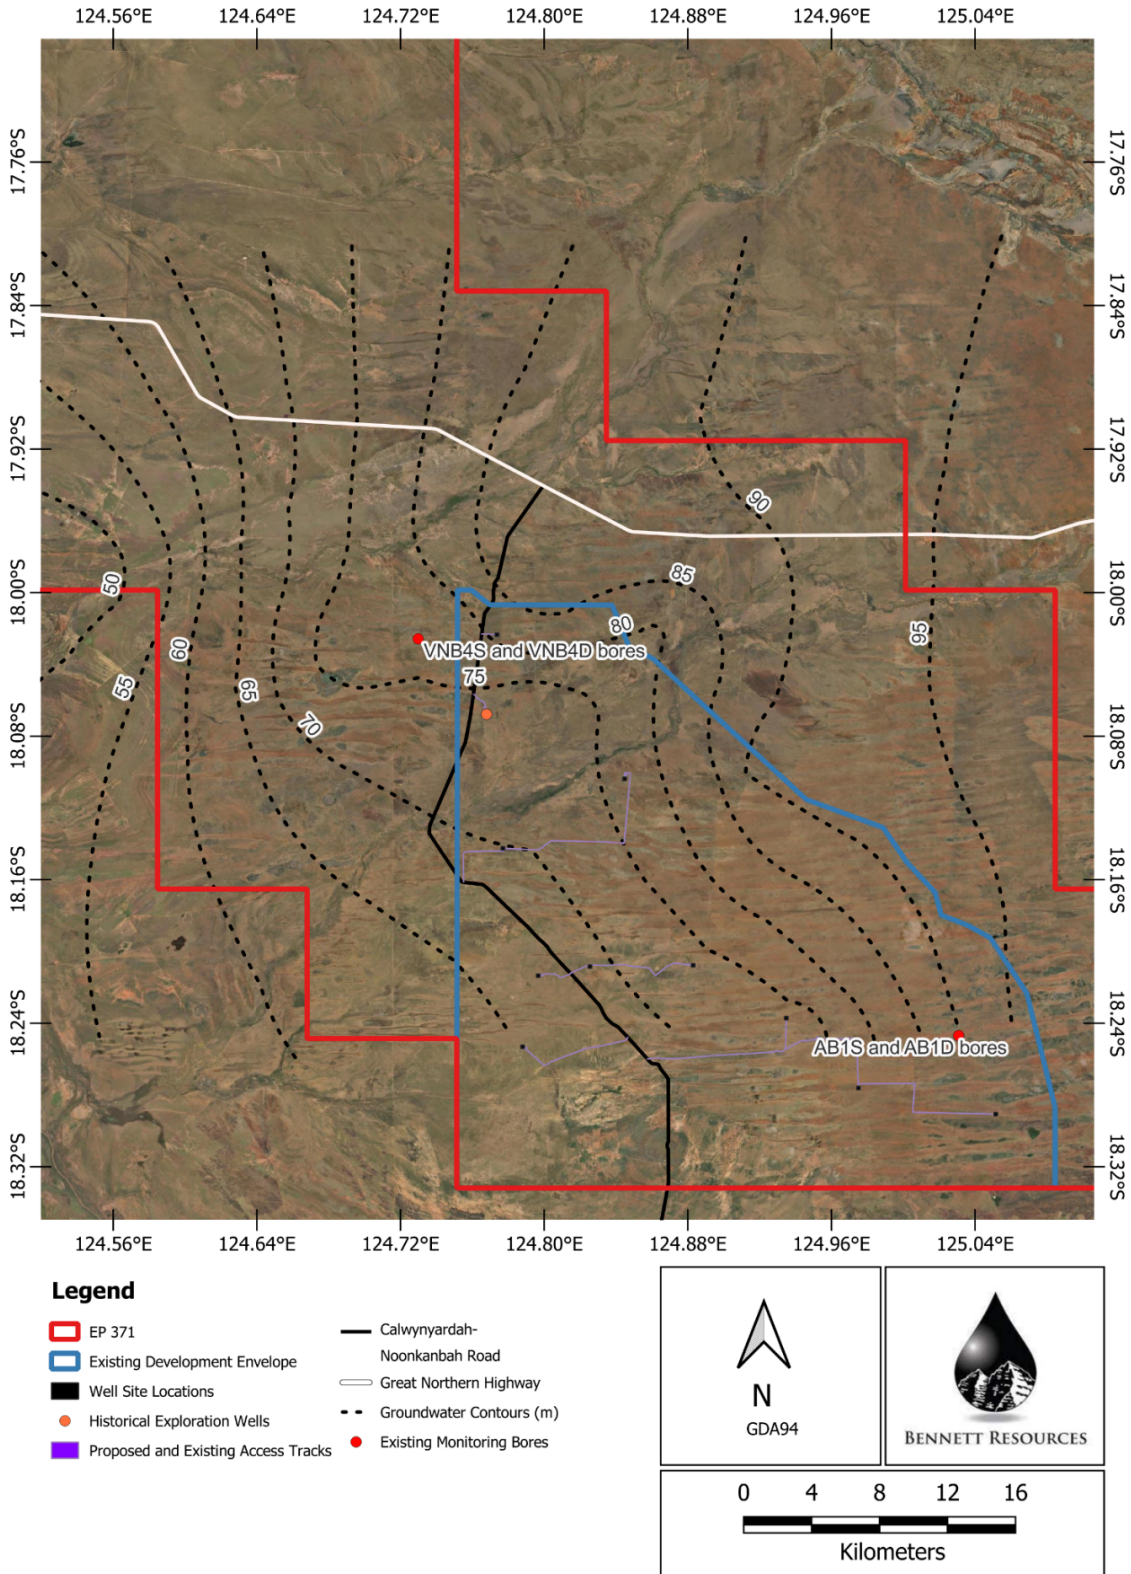 124.56°E 124.64°E 124.72°E 124.80°E 124.88°E 124.96°E 125.04°E
17.76°S 17.76°S
17.84°S 17.84°S
17.92°S 17.92°S
90
50
18.00°S 18.00°S
85
80
95
60
VNB4S and VNB4D bores
75
55
65
70
18.08°S 18.08°S
18.16°S 18.16°S
18.24°S 18.24°S
AB1S and AB1D bores
18.32°S 18.32°S
124.56°E 124.64°E 124.72°E 124.80°E 124.88°E 124.96°E 125.04°E
Legend
EP 371
Existing Development Envelope
Well Site Locations
Historical Exploration Wells
Proposed and Existing Access Tracks
Calwynyardah-
Noonkanbah Road
Great Northern Highway
Groundwater Contours (m)
Existing Monitoring Bores
N
GDA94
BENNETT RESOURCES
0 4 8 12 16
Kilometers